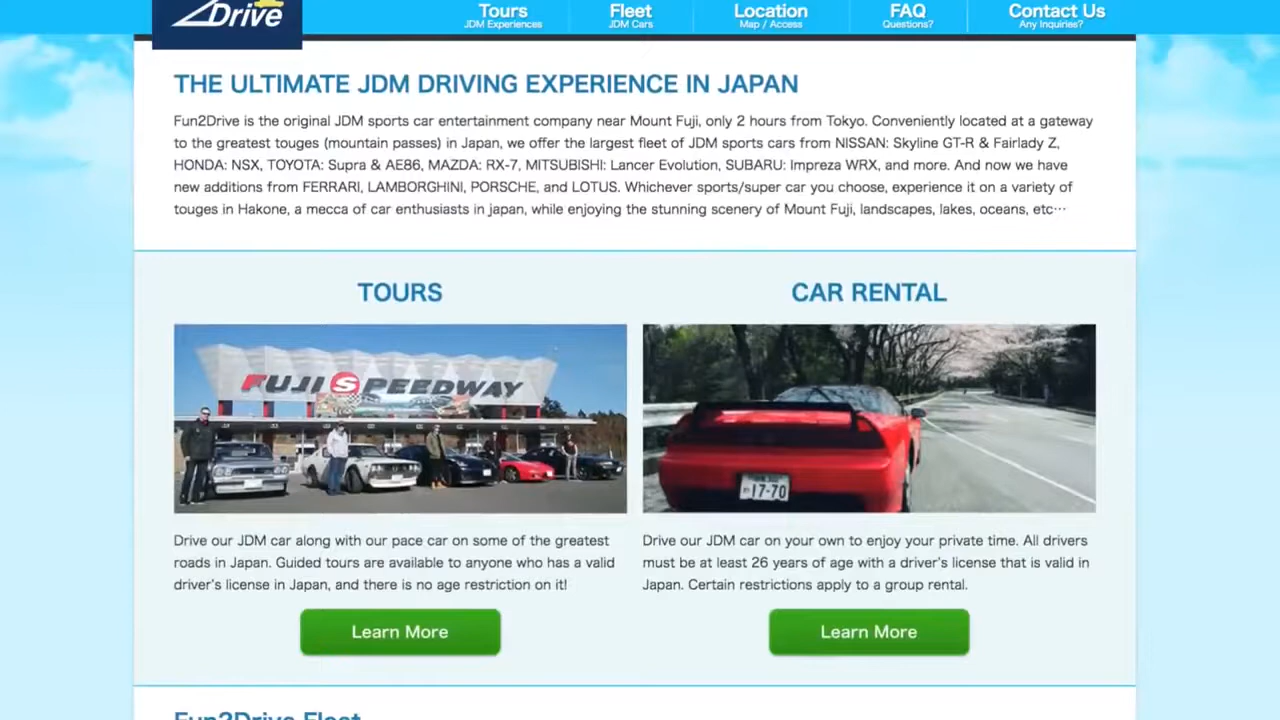 Drive
Tours
JDM Experiences
Fleet
JDM Cars
Location
Map / Access
FAQ
Questions?
Contact Us
Any Inquiries?
THE ULTIMATE JDM DRIVING EXPERIENCE IN JAPAN
Fun2Drive is the original JDM sports car entertainment company near Mount Fuji, only 2 hours from Tokyo. Conveniently located at a gateway
to the greatest touges (mountain passes) in Japan, we offer the largest fleet of JDM sports cars from NISSAN: Skyline GT-R & Fairlady Z,
HONDA: NSX, TOYOTA: Supra & AE86, MAZDA: RX-7, MITSUBISHI: Lancer Evolution, SUBARU: Impreza WRX, and more. And now we have
new additions from FERRARI, LAMBORGHINI, PORSCHE, and LOTUS. Whichever sports/super car you choose, experience it on a variety of
touges in Hakone, a mecca of car enthusiasts in japan, while enjoying the stunning scenery of Mount Fuji, landscapes, lakes, oceans, etc···
TOURS
FUJI SPEEDWAY
Drive our JDM car along with our pace car on some of the greatest
roads in Japan. Guided tours are available to anyone who has a valid
driver's license in Japan, and there is no age restriction on it!
Learn More
CAR RENTAL
17-70
Drive our JDM car on your own to enjoy your private time. All drivers
must be at least 26 years of age with a driver's license that is valid in
Japan. Certain restrictions apply to a group rental.
Learn More
Fun2Drive Fleet